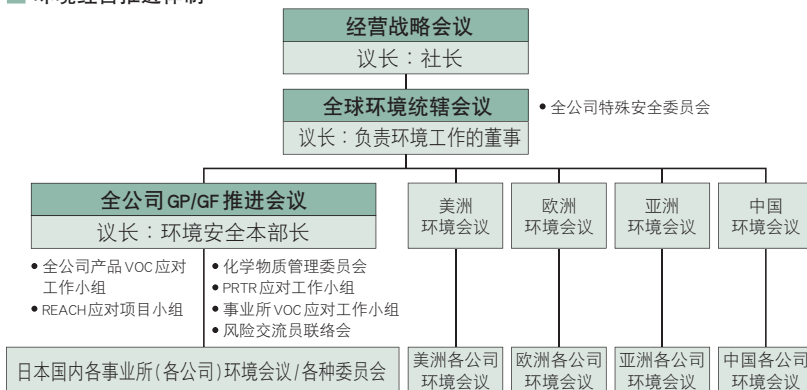 ■ 环境经营推进体制
经营战略会议
议长：社长
全球环境统辖会议
议长：负责环境工作的董事
• 全公司特殊安全委员会
全公司GP/GF推进会议
议长：环境安全本部长
美洲
环境会议
欧洲
环境会议
亚洲
环境会议
中国
环境会议
• 全公司产品VOC应对
工作小组
• REACH应对项目小组
• 化学物质管理委员会
• PRTR应对工作小组
• 事业所VOC应对工作小组
• 风险交流员联络会
日本国内各事业所(各公司)环境会议/各种委员会
美洲各公司
环境会议
欧洲各公司
环境会议
亚洲各公司
环境会议
中国各公司
环境会议